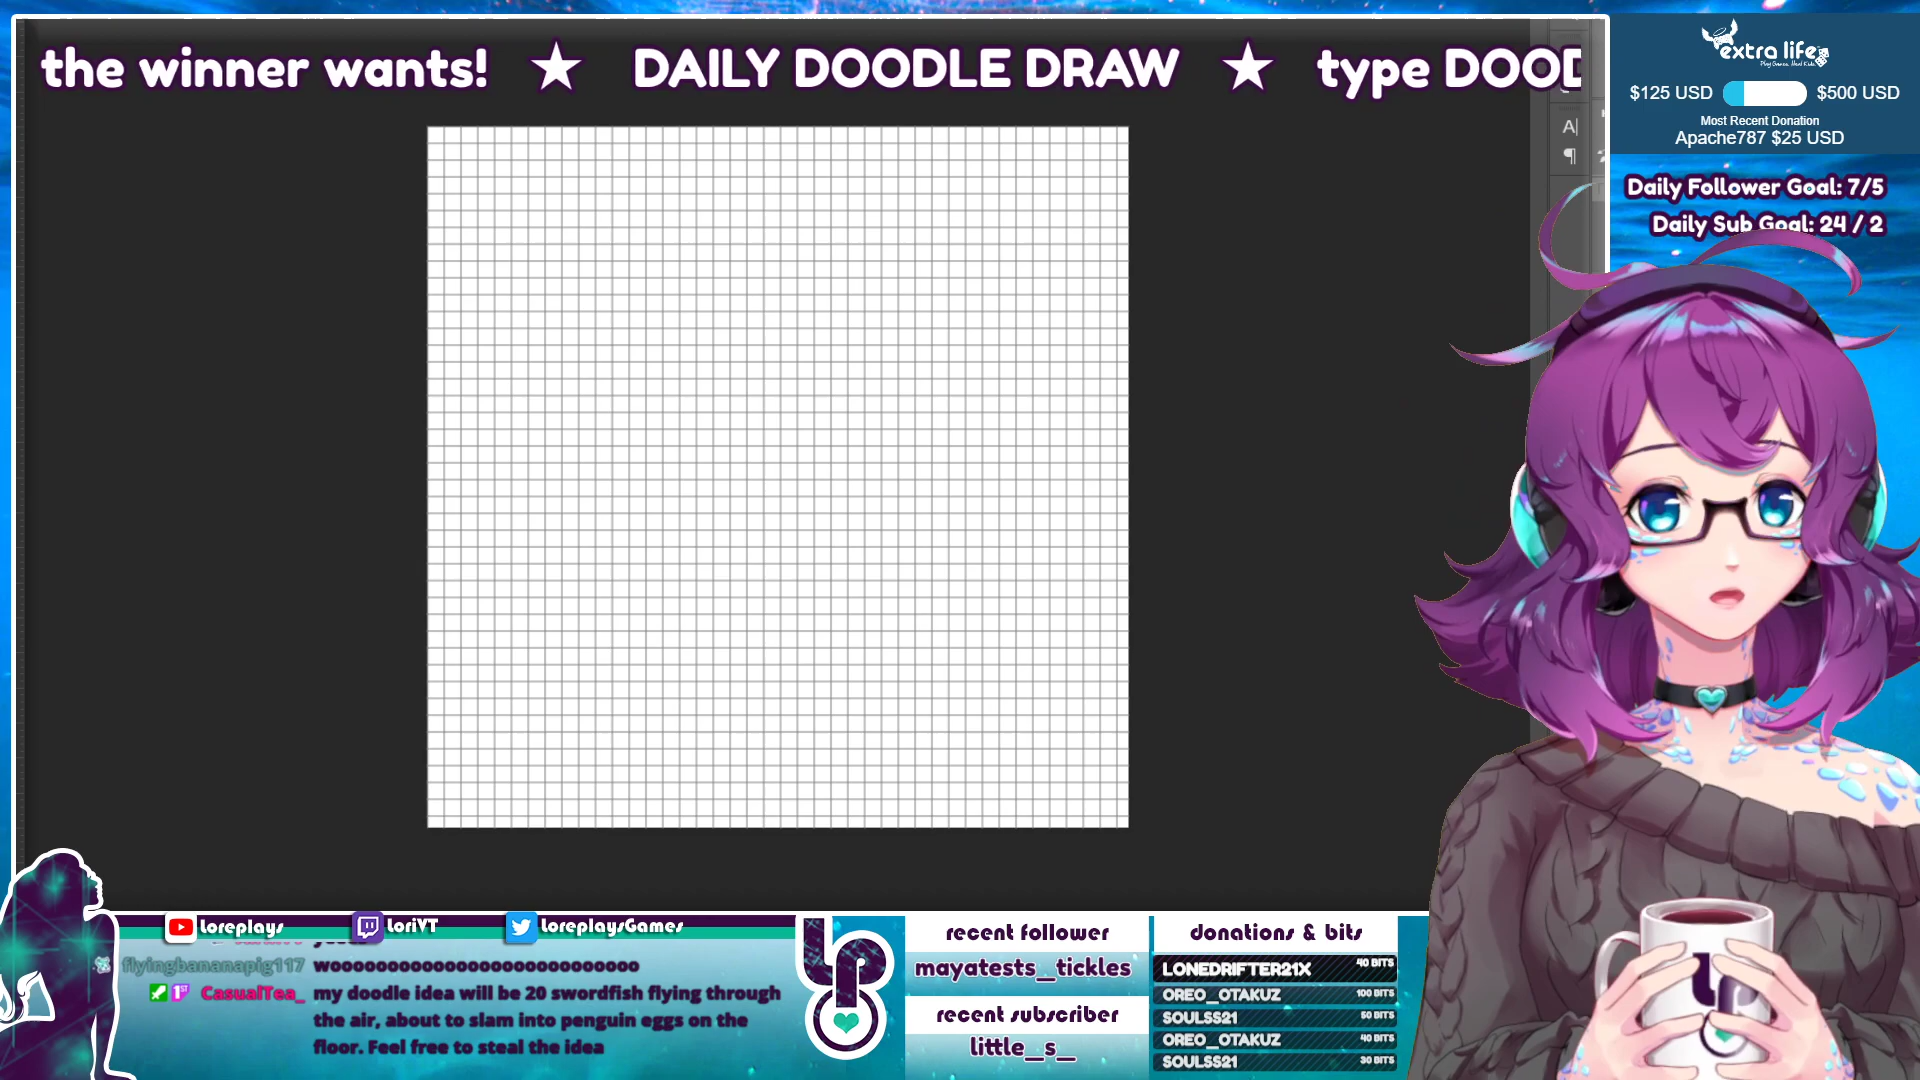 the winner wants! ★ DAILY DOODLE DRAW ★ type DOOD
extra life
Play Games. Heal Kids.
$125 USD $500 USD
Most Recent Donation
Apache787 $25 USD
Daily Follower Goal: 7/5
Daily Sub Goal: 24 / 2
A|
¶
Loreplays LoriVT LoreplaysGames
flyingbananapig117 woooooooooooooooooooooooooo
CasualTea_ my doodle idea will be 20 swordfish flying through
the air, about to slam into penguin eggs on the
floor. Feel free to steal the idea
recent follower
mayatests_tickles
recent subscriber
little_s_
donations & bits
LONEDRIFTER21X 40 BITS
OREO_OTAKUZ 100 BITS
SOULSS21 50 BITS
OREO_OTAKUZ 40 BITS
SOULSS21 30 BITS